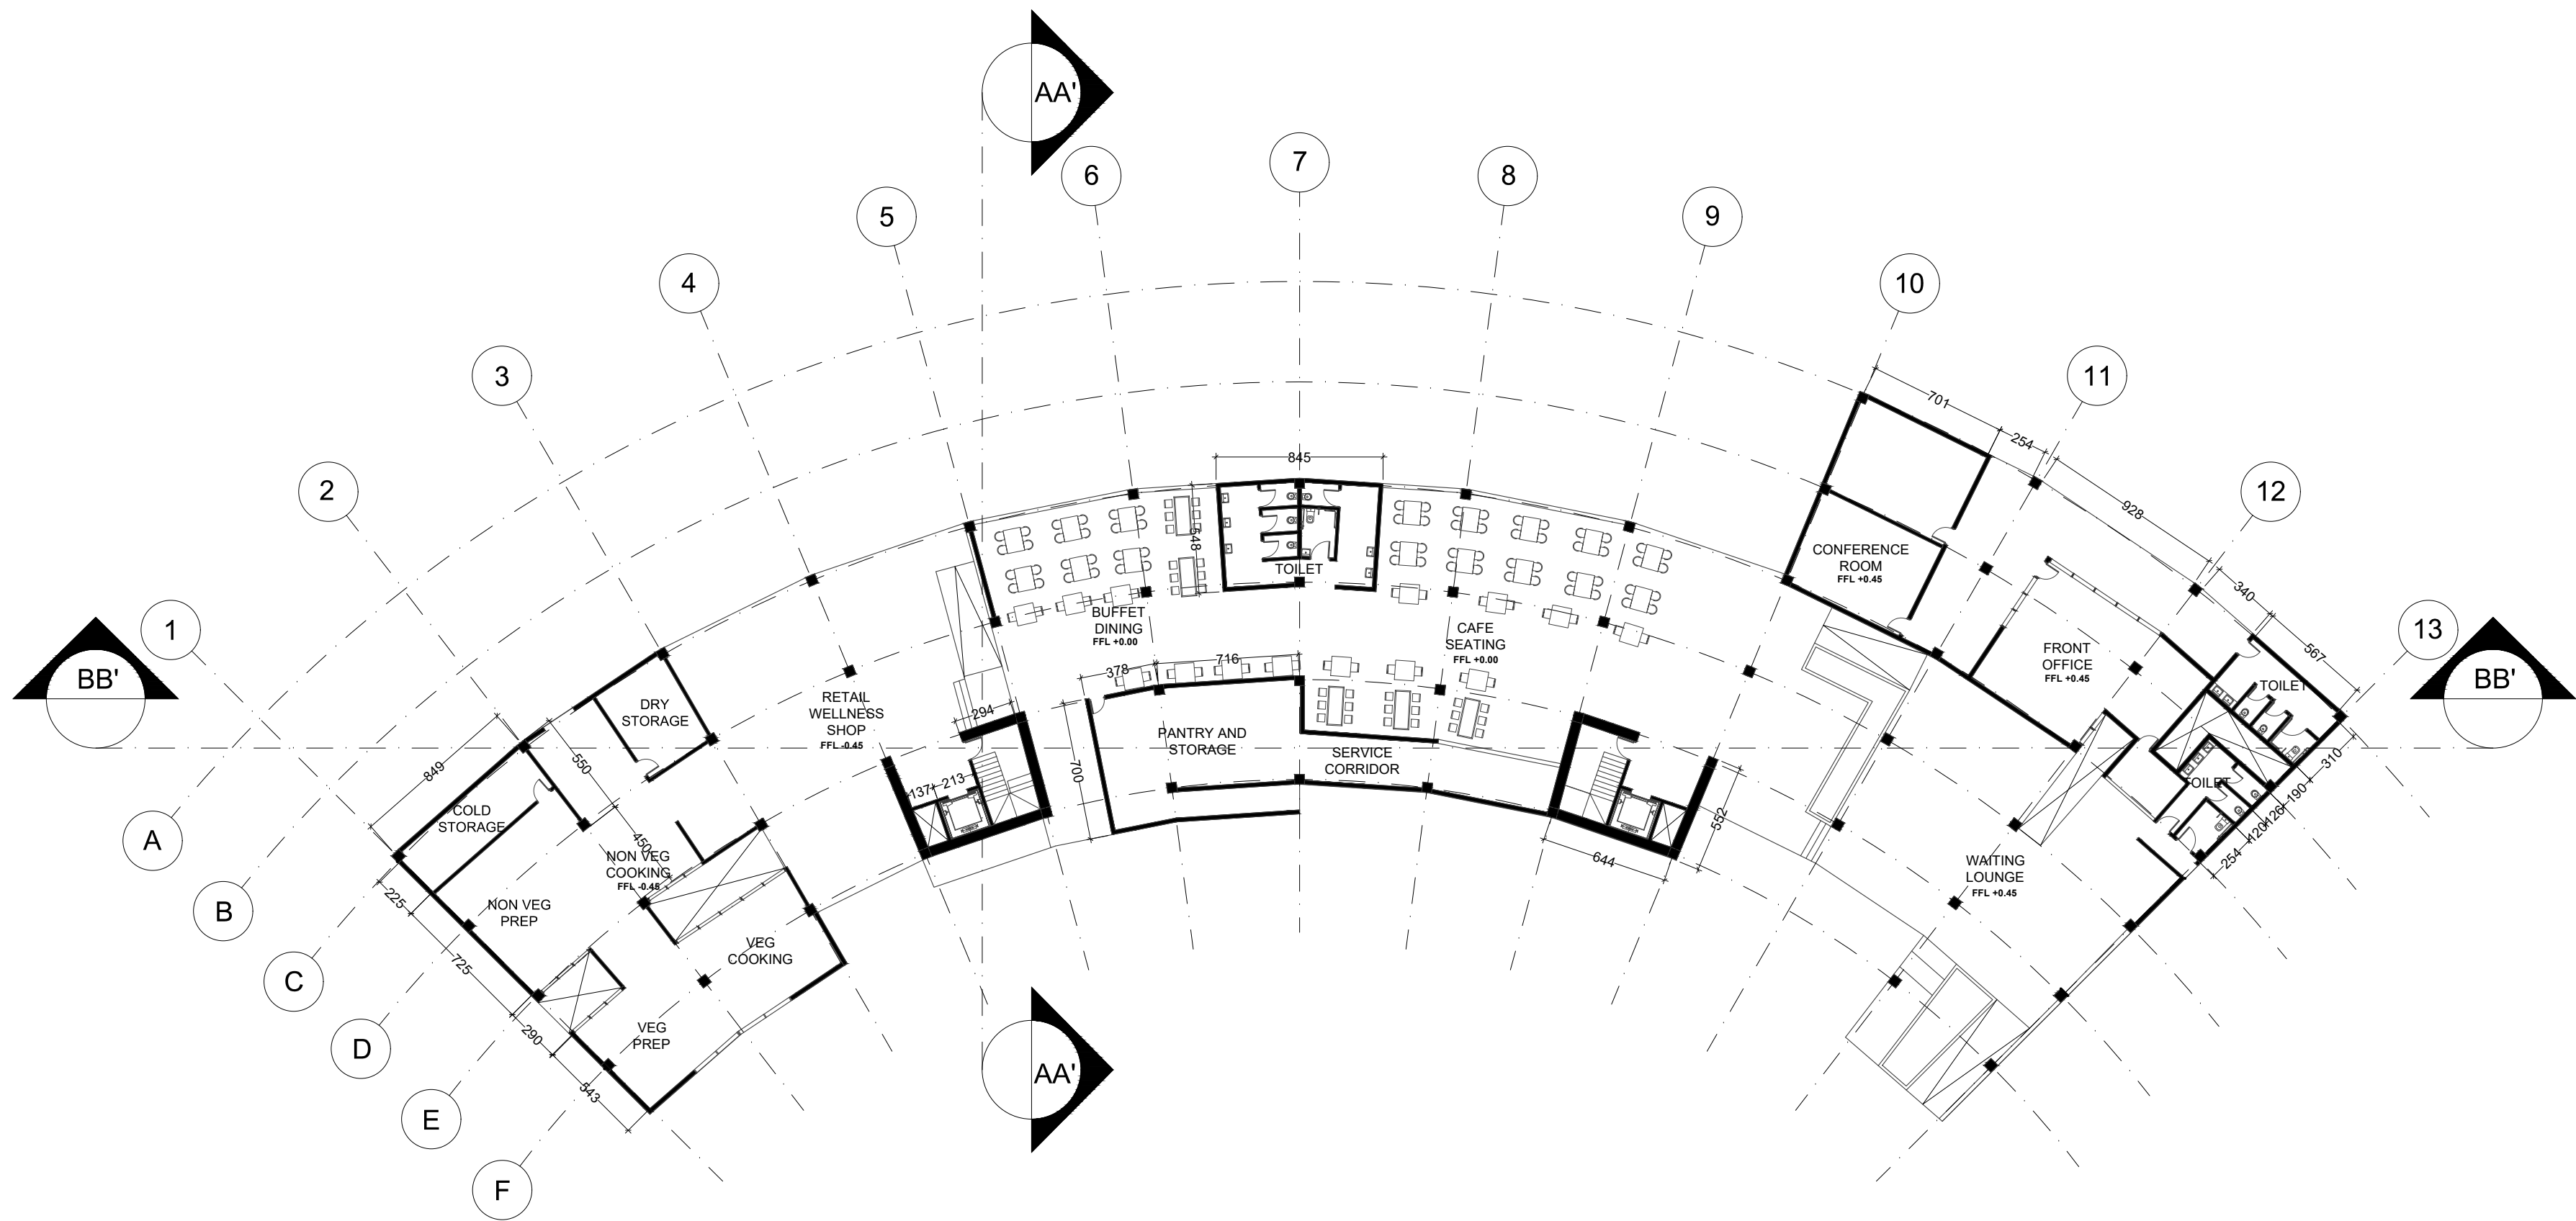 AA'
7
6
8
5
9
4
10
3
11
2
12
1
13
BB'
BB'
A
B
C
D
E
F
701
254
928
340
567
845
548
TOILET
CONFERENCE
ROOM
FFL +0.45
BUFFET
DINING
FFL +0.00
CAFE
SEATING
FFL +0.00
FRONT
OFFICE
FFL +0.45
TOILET
TOILET
310
190
126
120
254
378
716
DRY
STORAGE
RETAIL
WELLNESS
SHOP
FFL -0.45
294
137
213
700
PANTRY AND
STORAGE
SERVICE
CORRIDOR
552
644
849
550
450
COLD
STORAGE
NON VEG
COOKING
FFL -0.45
225
NON VEG
PREP
725
VEG
COOKING
290
VEG
PREP
543
WAITING
LOUNGE
FFL +0.45
AA'